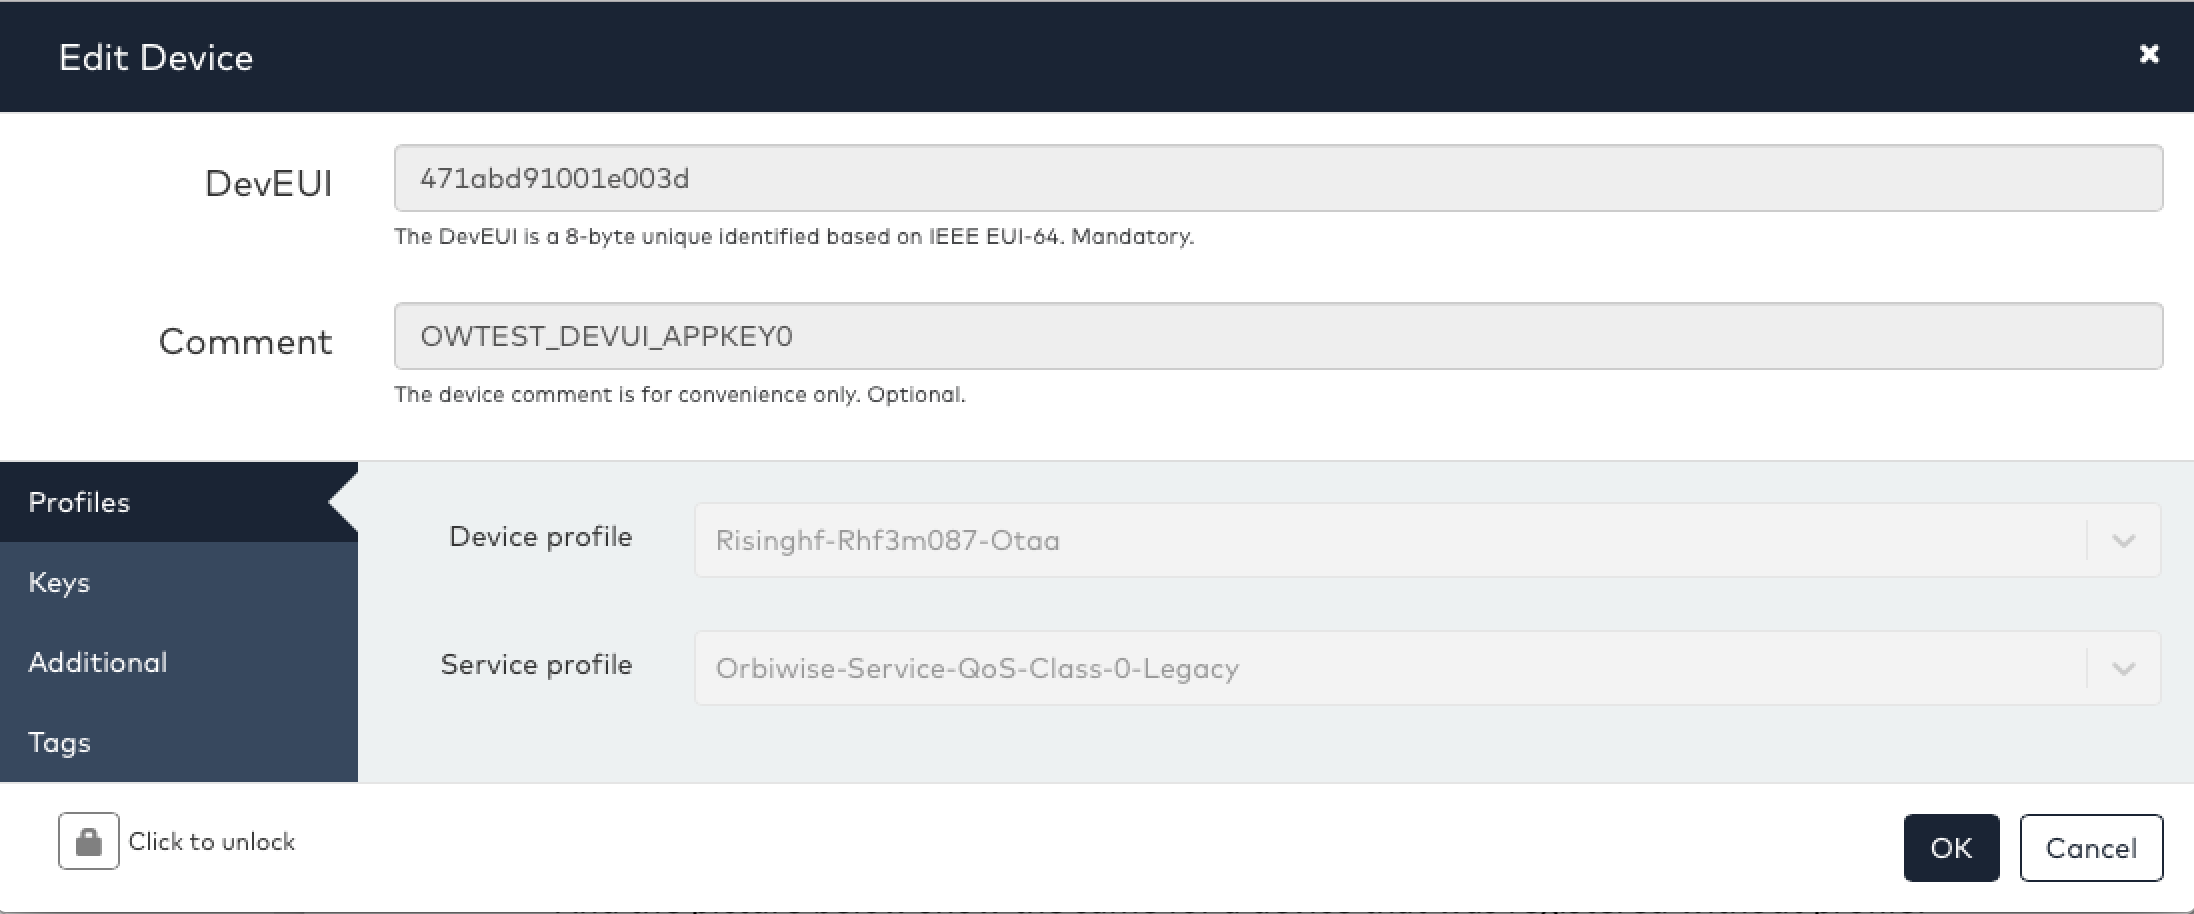 Edit Device
DevEUI
471abd91001e003d
The DevEUI is a 8-byte unique identified based on IEEE EUI-64. Mandatory.
Comment
OWTEST_DEVUI_APPKEY0
The device comment is for convenience only. Optional.
Profiles
Keys
Additional
Tags
Device profile
Risinghf-Rhf3m087-Otaa
Service profile
Orbiwise-Service-QoS-Class-0-Legacy
Click to unlock
OK
Cancel